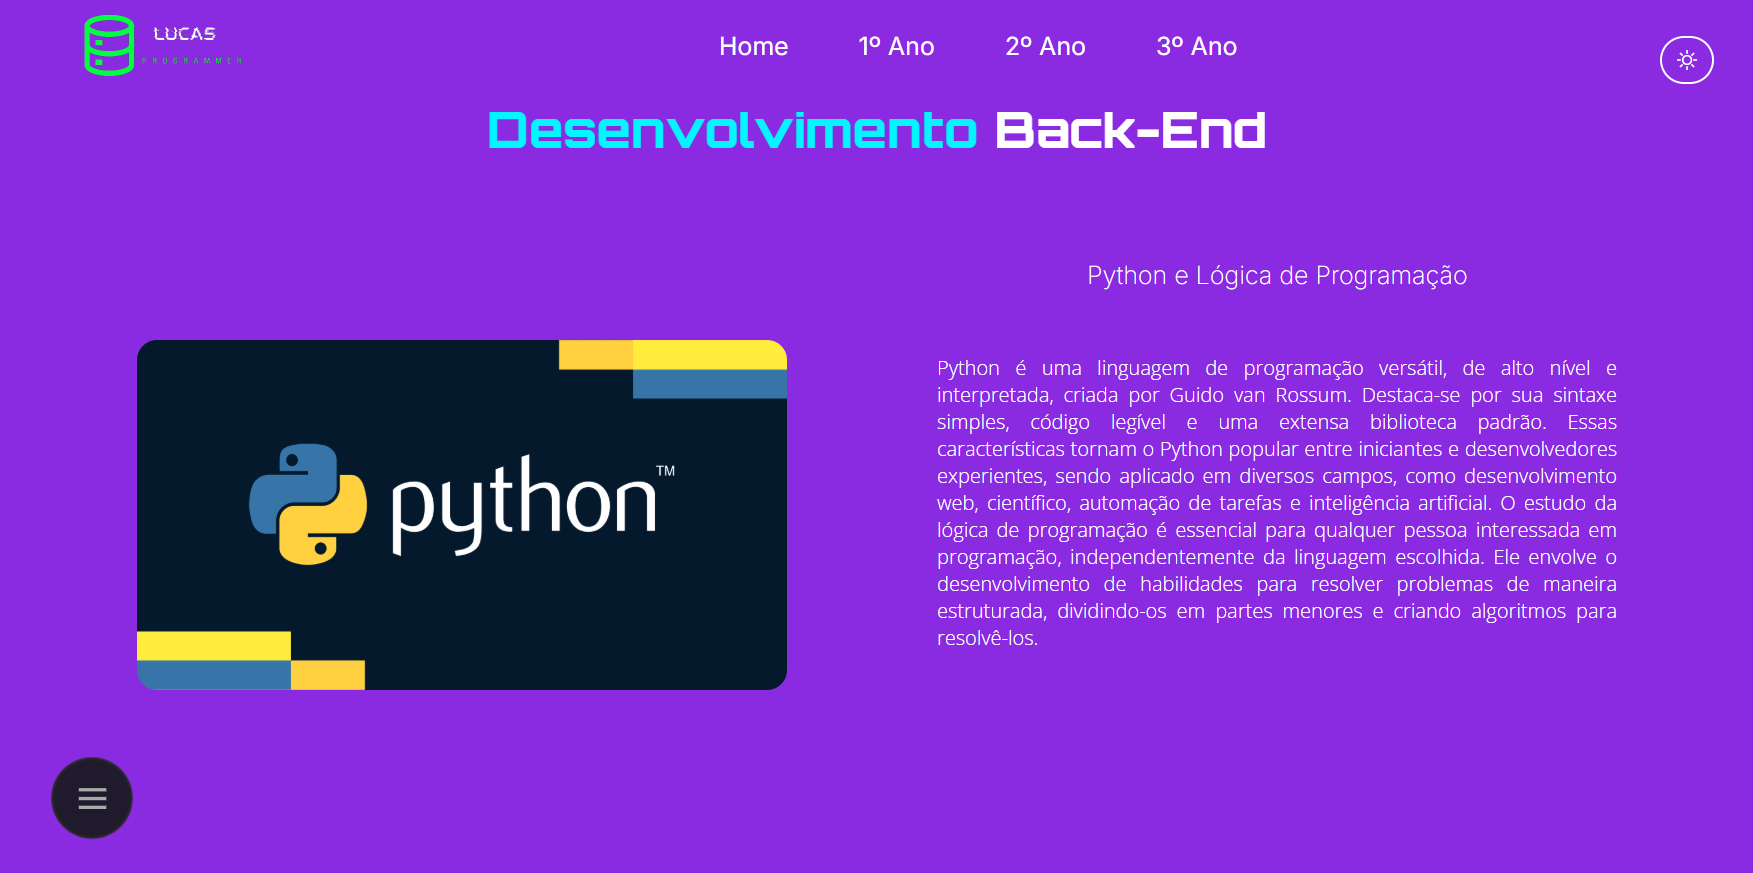 LUCAS
PROGRAMMER
Home 1º Ano 2º Ano 3º Ano
Desenvolvimento Back-End
Python e Lógica de Programação
python™
Python é uma linguagem de programação versátil, de alto nível e
interpretada, criada por Guido van Rossum. Destaca-se por sua sintaxe
simples, código legível e uma extensa biblioteca padrão. Essas
características tornam o Python popular entre iniciantes e desenvolvedores
experientes, sendo aplicado em diversos campos, como desenvolvimento
web, científico, automação de tarefas e inteligência artificial. O estudo da
lógica de programação é essencial para qualquer pessoa interessada em
programação, independentemente da linguagem escolhida. Ele envolve o
desenvolvimento de habilidades para resolver problemas de maneira
estruturada, dividindo-os em partes menores e criando algoritmos para
resolvê-los.